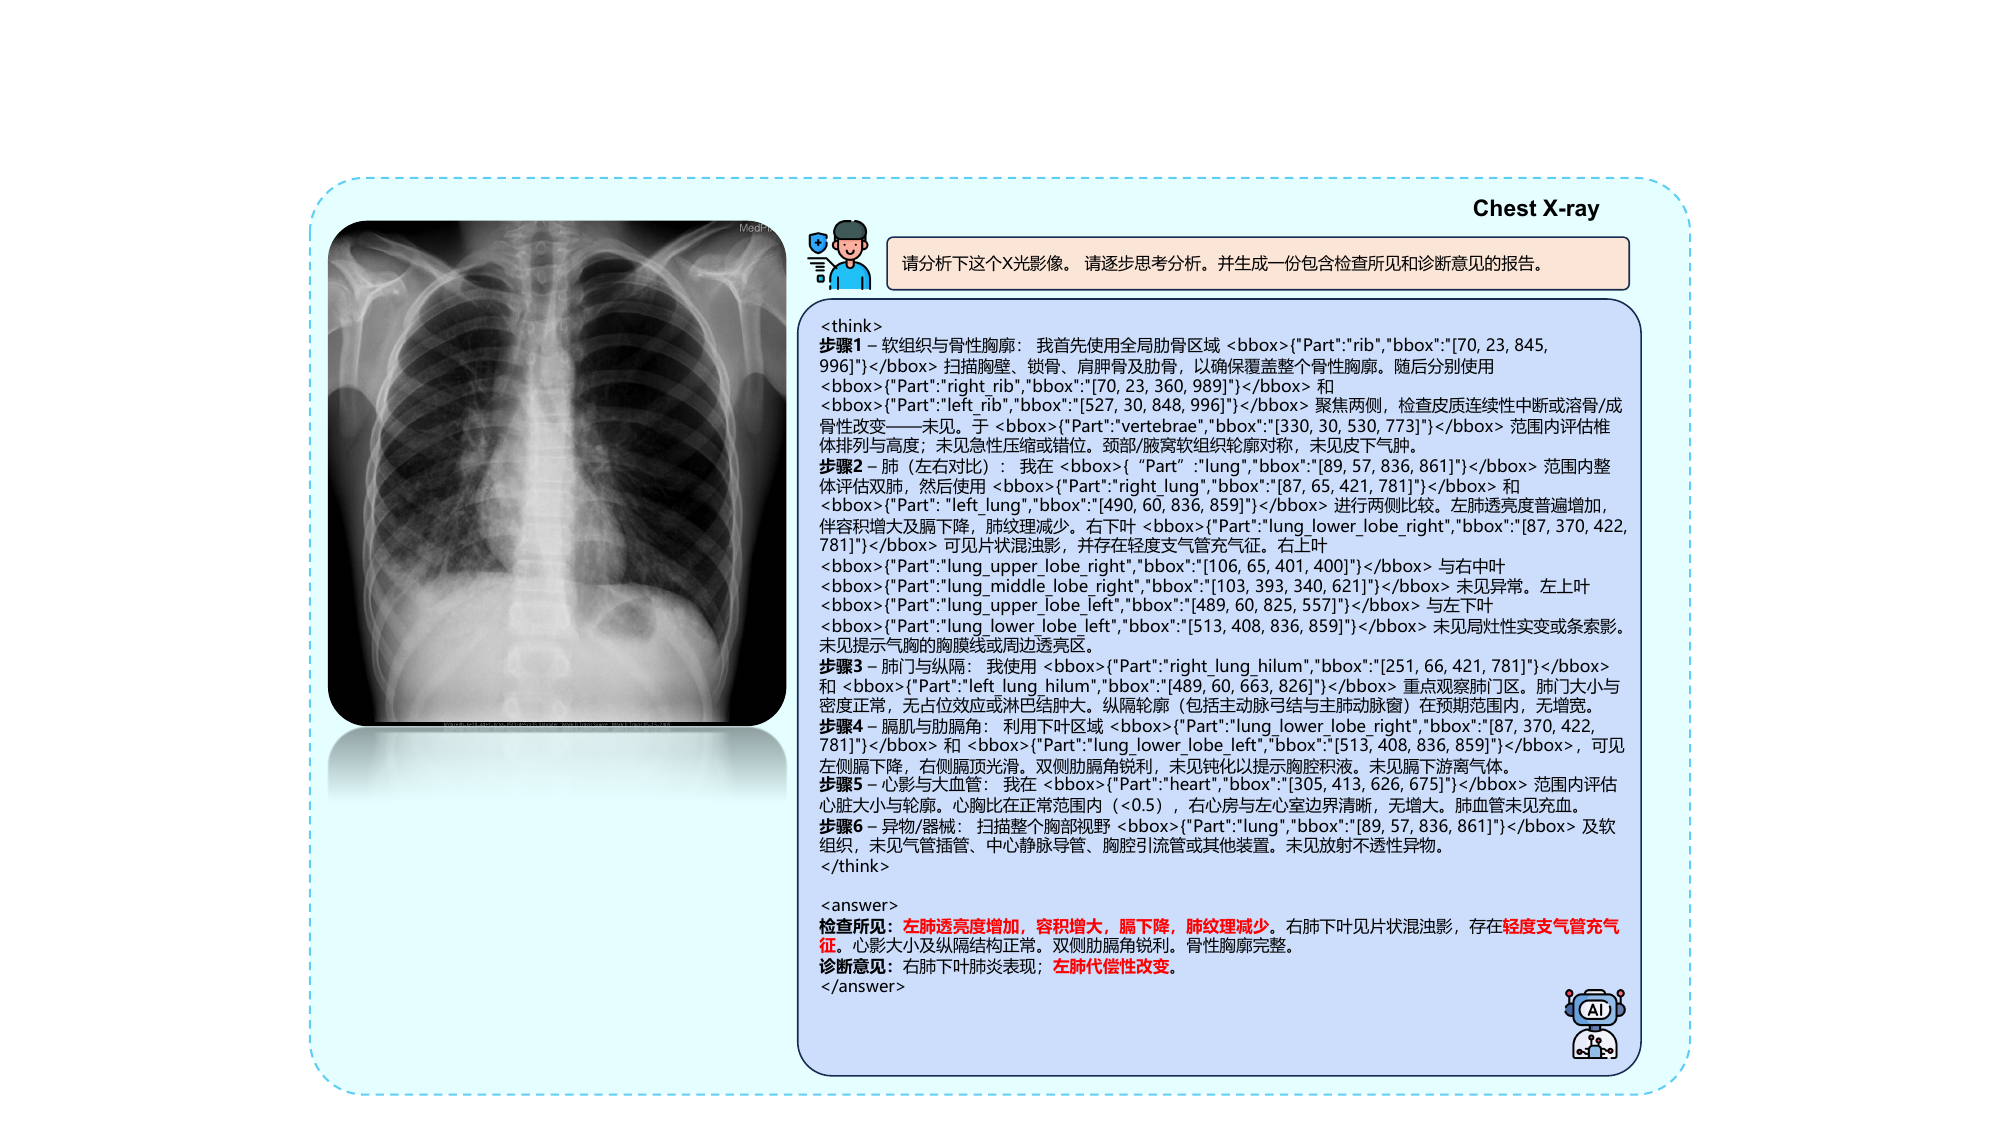 Chest X-ray
请分析下这个X光影像。 请逐步思考分析。并生成一份包含检查所见和诊断意见的报告。
<think>
步骤1 – 软组织与骨性胸廓： 我首先使用全局肋骨区域 <bbox>{"Part":"rib","bbox":"[70, 23, 845,
996]"}</bbox> 扫描胸壁、锁骨、肩胛骨及肋骨，以确保覆盖整个骨性胸廓。随后分别使用
<bbox>{"Part":"right_rib","bbox":"[70, 23, 360, 989]"}</bbox> 和
<bbox>{"Part":"left_rib","bbox":"[527, 30, 848, 996]"}</bbox> 聚焦两侧，检查皮质连续性中断或溶骨/成
骨性改变——未见。于 <bbox>{"Part":"vertebrae","bbox":"[330, 30, 530, 773]"}</bbox> 范围内评估椎
体排列与高度；未见急性压缩或错位。颈部/腋窝软组织轮廓对称，未见皮下气肿。
步骤2 – 肺（左右对比）： 我在 <bbox>{ “Part” :"lung","bbox":"[89, 57, 836, 861]"}</bbox> 范围内整
体评估双肺，然后使用 <bbox>{"Part":"right_lung","bbox":"[87, 65, 421, 781]"}</bbox> 和
<bbox>{"Part": "left_lung","bbox":"[490, 60, 836, 859]"}</bbox> 进行两侧比较。左肺透亮度普遍增加，
伴容积增大及膈下降，肺纹理减少。右下叶 <bbox>{"Part":"lung_lower_lobe_right","bbox":"[87, 370, 422,
781]"}</bbox> 可见片状混浊影，并存在轻度支气管充气征。右上叶
<bbox>{"Part":"lung_upper_lobe_right","bbox":"[106, 65, 401, 400]"}</bbox> 与右中叶
<bbox>{"Part":"lung_middle_lobe_right","bbox":"[103, 393, 340, 621]"}</bbox> 未见异常。左上叶
<bbox>{"Part":"lung_upper_lobe_left","bbox":"[489, 60, 825, 557]"}</bbox> 与左下叶
<bbox>{"Part":"lung_lower_lobe_left","bbox":"[513, 408, 836, 859]"}</bbox> 未见局灶性实变或条索影。
未见提示气胸的胸膜线或周边透亮区。
步骤3 – 肺门与纵隔： 我使用 <bbox>{"Part":"right_lung_hilum","bbox":"[251, 66, 421, 781]"}</bbox>
和 <bbox>{"Part":"left_lung_hilum","bbox":"[489, 60, 663, 826]"}</bbox> 重点观察肺门区。肺门大小与
密度正常，无占位效应或淋巴结肿大。纵隔轮廓（包括主动脉弓结与主肺动脉窗）在预期范围内，无增宽。
步骤4 – 膈肌与肋膈角： 利用下叶区域 <bbox>{"Part":"lung_lower_lobe_right","bbox":"[87, 370, 422,
781]"}</bbox> 和 <bbox>{"Part":"lung_lower_lobe_left","bbox":"[513, 408, 836, 859]"}</bbox>，可见
左侧膈下降，右侧膈顶光滑。双侧肋膈角锐利，未见钝化以提示胸腔积液。未见膈下游离气体。
步骤5 – 心影与大血管： 我在 <bbox>{"Part":"heart","bbox":"[305, 413, 626, 675]"}</bbox> 范围内评估
心脏大小与轮廓。心胸比在正常范围内（<0.5），右心房与左心室边界清晰，无增大。肺血管未见充血。
步骤6 – 异物/器械： 扫描整个胸部视野 <bbox>{"Part":"lung","bbox":"[89, 57, 836, 861]"}</bbox> 及软
组织，未见气管插管、中心静脉导管、胸腔引流管或其他装置。未见放射不透性异物。
</think>
<answer>
检查所见：左肺透亮度增加，容积增大，膈下降，肺纹理减少。右肺下叶见片状混浊影，存在轻度支气管充气
征。心影大小及纵隔结构正常。双侧肋膈角锐利。骨性胸廓完整。
诊断意见：右肺下叶肺炎表现；左肺代偿性改变。
</answer>
AI